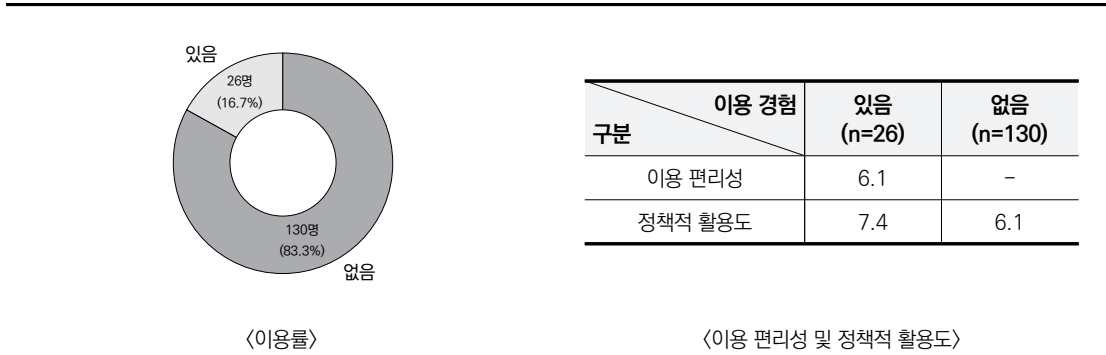 있음
26명
(16.7%)
130명
(83.3%)
없음
〈이용률〉
이용 경험
구분
있음
(n=26)
없음
(n=130)
이용 편리성 6.1 –
정책적 활용도 7.4 6.1
〈이용 편리성 및 정책적 활용도〉